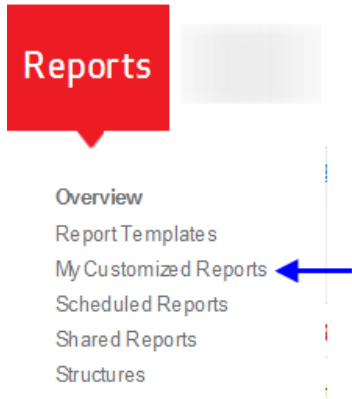 Reports
Overview
Report Templates
My Customized Reports
Scheduled Reports
Shared Reports
Structures